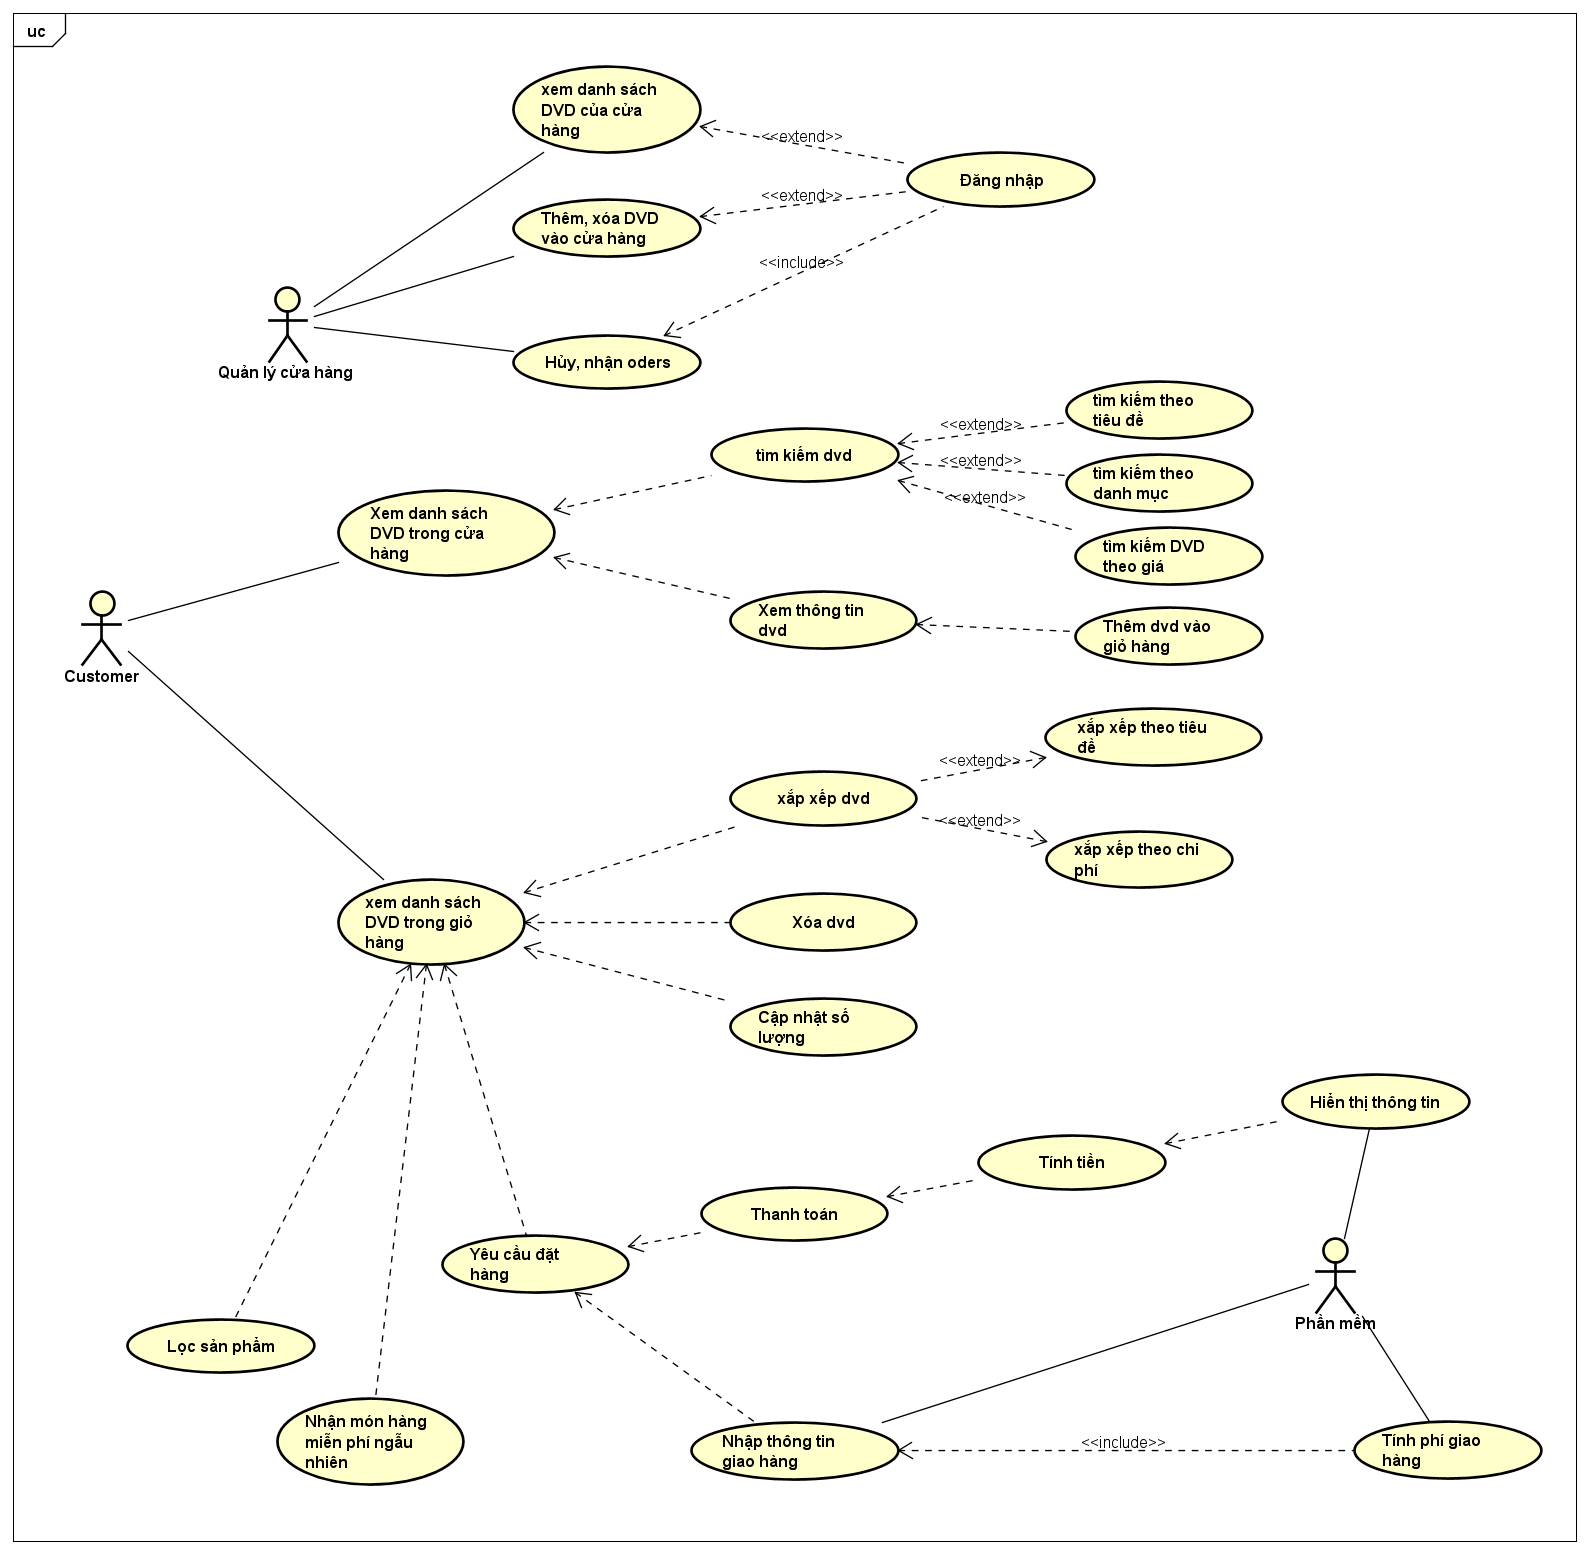 uc
xem danh sách
DVD của cửa
hàng
<<extend>>
Đăng nhập
<<extend>>
Thêm, xóa DVD
vào cửa hàng
<<include>>
Hủy, nhận oders
Quản lý cửa hàng
tìm kiếm theo
tiêu đề
<<extend>>
tìm kiếm dvd
<<extend>>
tìm kiếm theo
danh mục
<<extend>>
Xem danh sách
DVD trong cửa
hàng
tìm kiếm DVD
theo giá
Xem thông tin
dvd
Thêm dvd vào
giỏ hàng
Customer
xắp xếp theo tiêu
đề
<<extend>>
xắp xếp dvd
<<extend>>
xắp xếp theo chi
phí
xem danh sách
DVD trong giỏ
hàng
Xóa dvd
Cập nhật số
lượng
Hiển thị thông tin
Tính tiền
Thanh toán
Yêu cầu đặt
hàng
Phần mềm
Lọc sản phẩm
Nhận món hàng
miễn phí ngẫu
nhiên
Nhập thông tin
giao hàng
<<include>>
Tính phí giao
hàng